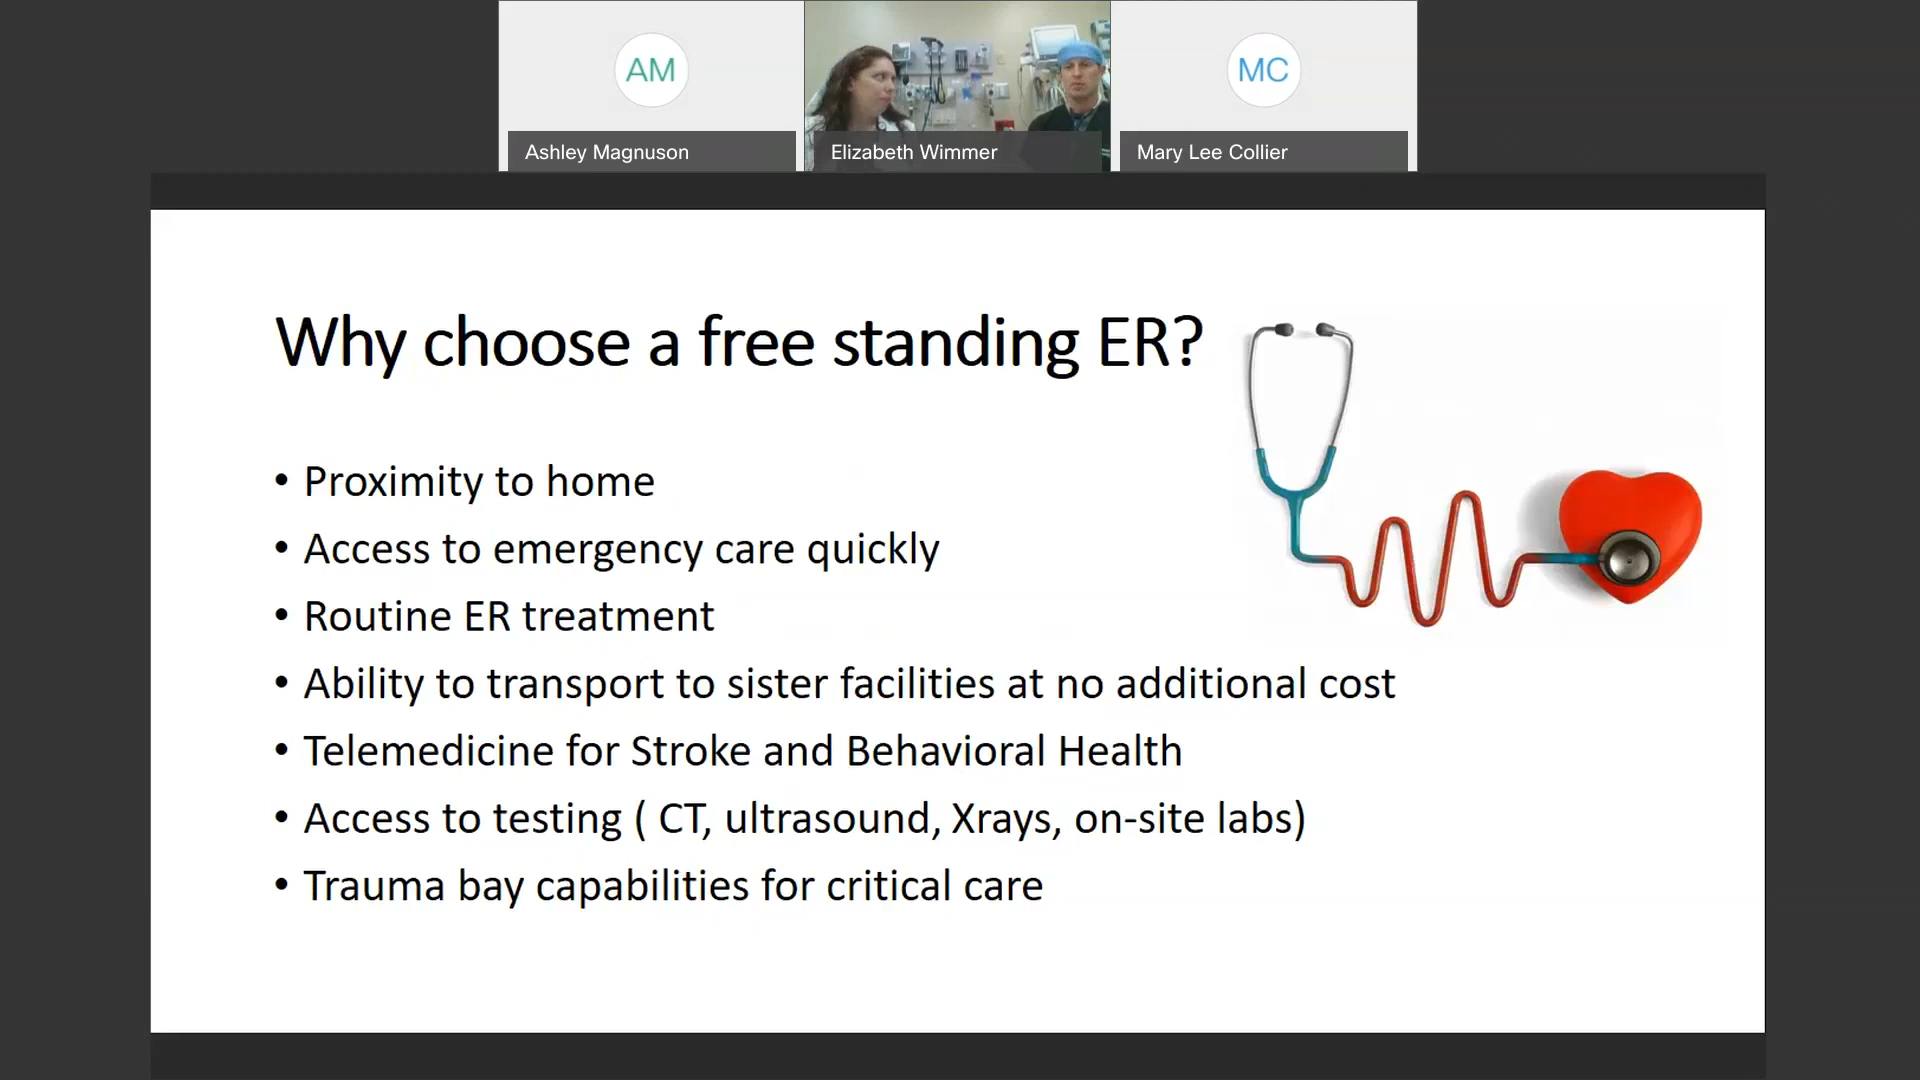 AM
MC
Ashley Magnuson
Elizabeth Wimmer
Mary Lee Collier
Why choose a free standing ER?
• Proximity to home
• Access to emergency care quickly
• Routine ER treatment
• Ability to transport to sister facilities at no additional cost
• Telemedicine for Stroke and Behavioral Health
• Access to testing ( CT, ultrasound, Xrays, on-site labs)
• Trauma bay capabilities for critical care